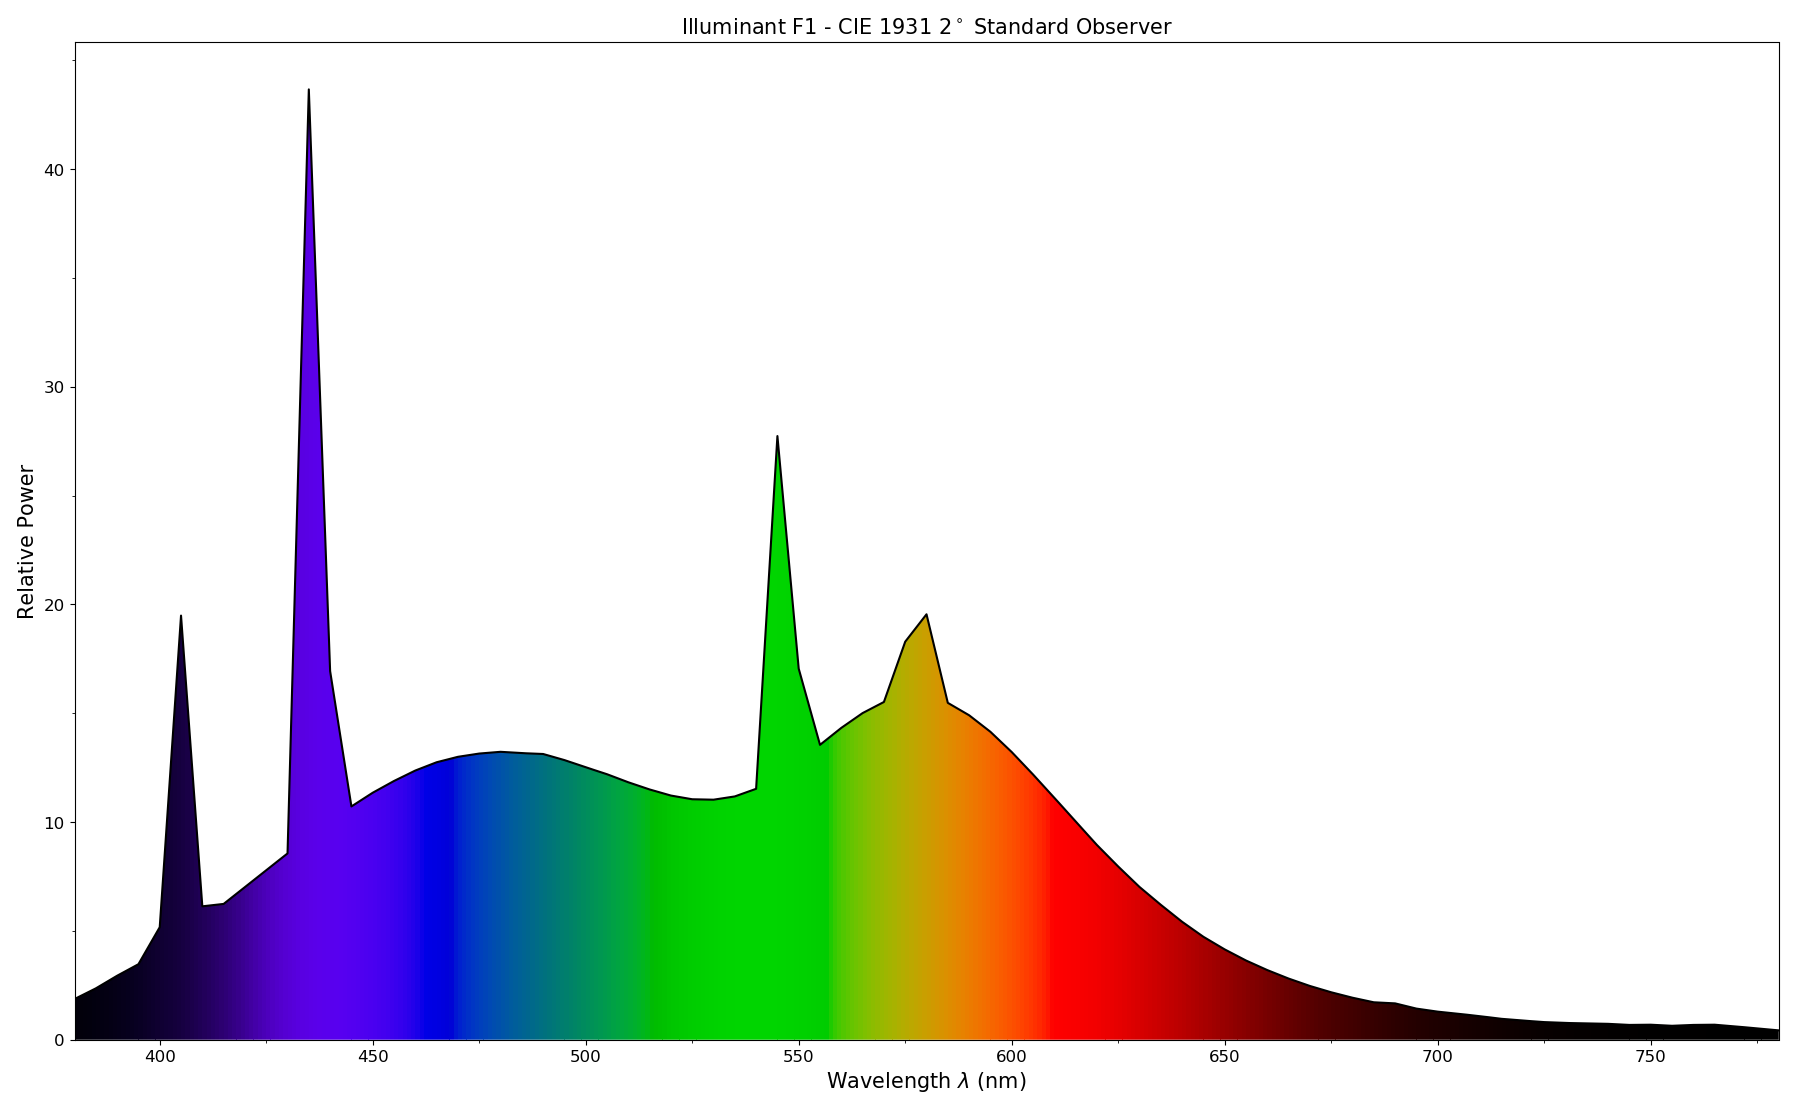 Illuminant F1 - CIE 1931 2° Standard Observer
Relative Power
40
30
20
10
0
400 450 500 550 600 650 700 750
Wavelength λ (nm)